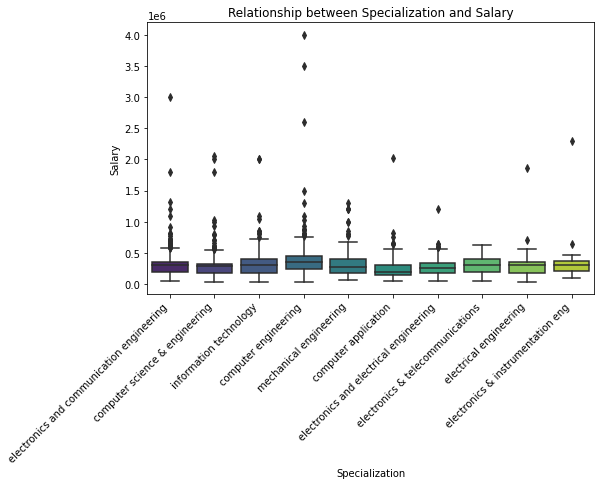 Relationship between Specialization and Salary
1e6
4.0
3.5
3.0
2.5
2.0
1.5
1.0
0.5
0.0
Salary
electronics and communication engineering
computer science & engineering
information technology
computer engineering
mechanical engineering
computer application
electronics and electrical engineering
electronics & telecommunications
electrical engineering
electronics & instrumentation eng
Specialization